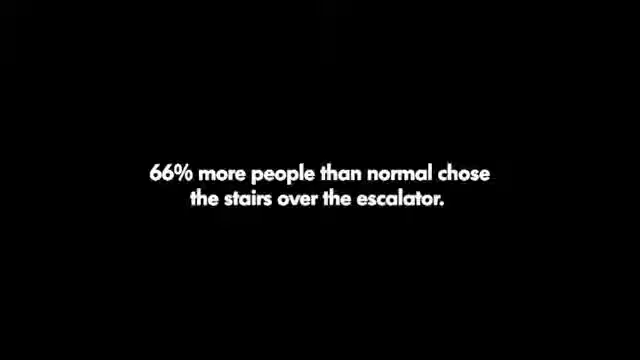 66% more people than normal chose
the stairs over the escalator.